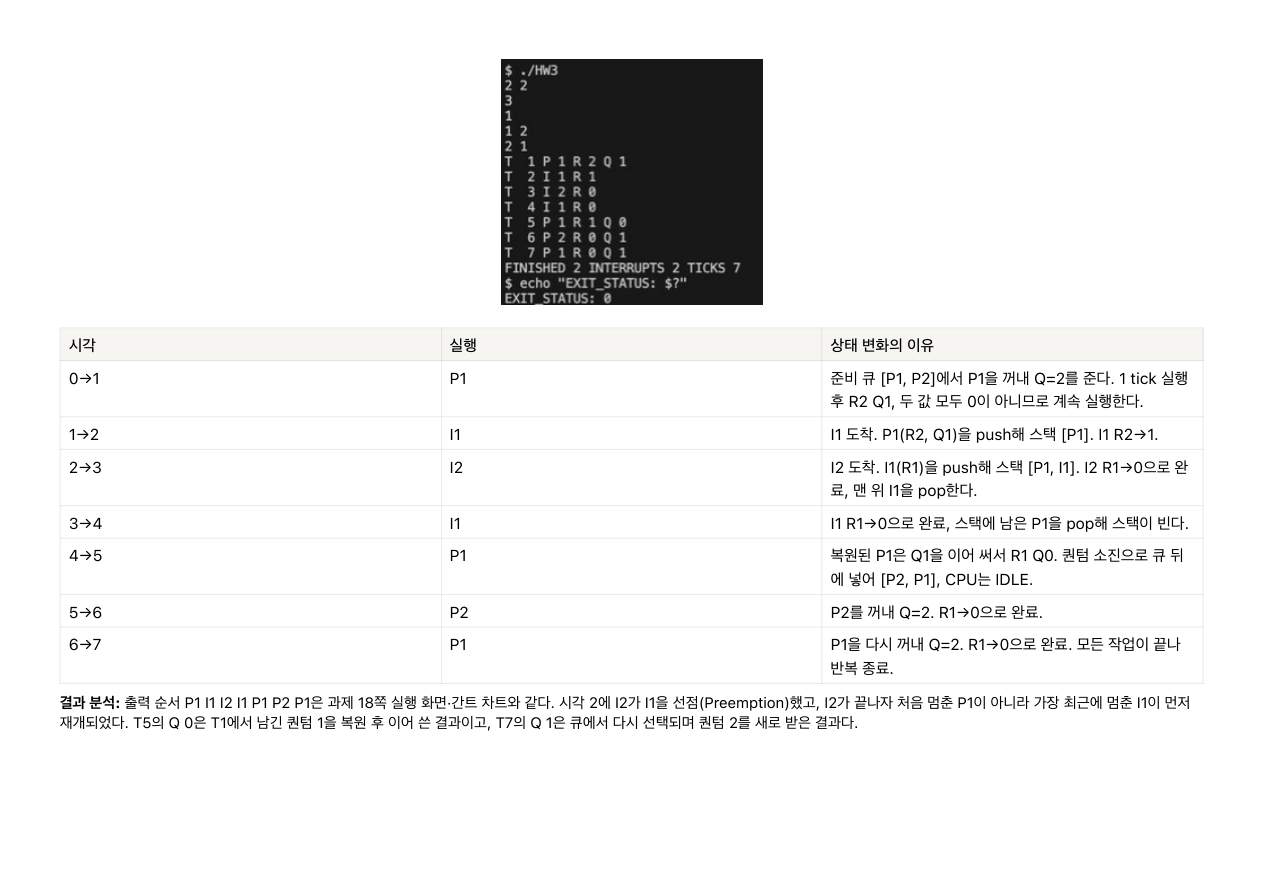 $ ./HW3
2 2
3
1
1 2
2 1
T  1 P 1 R 2 Q 1
T  2 I 1 R 1
T  3 I 2 R 0
T  4 I 1 R 0
T  5 P 1 R 1 Q 0
T  6 P 2 R 0 Q 1
T  7 P 1 R 0 Q 1
FINISHED 2 INTERRUPTS 2 TICKS 7
$ echo "EXIT_STATUS: $?"
EXIT_STATUS: 0
시각 실행 상태 변화의 이유
0→1 P1 준비 큐 [P1, P2]에서 P1을 꺼내 Q=2를 준다. 1 tick 실행
후 R2 Q1, 두 값 모두 0이 아니므로 계속 실행한다.
1→2 I1 I1 도착. P1(R2, Q1)을 push해 스택 [P1]. I1 R2→1.
2→3 I2 I2 도착. I1(R1)을 push해 스택 [P1, I1]. I2 R1→0으로 완
료, 맨 위 I1을 pop한다.
3→4 I1 I1 R1→0으로 완료, 스택에 남은 P1을 pop해 스택이 빈다.
4→5 P1 복원된 P1은 Q1을 이어 써서 R1 Q0. 퀀텀 소진으로 큐 뒤
에 넣어 [P2, P1], CPU는 IDLE.
5→6 P2 P2를 꺼내 Q=2. R1→0으로 완료.
6→7 P1 P1을 다시 꺼내 Q=2. R1→0으로 완료. 모든 작업이 끝나
반복 종료.
결과 분석: 출력 순서 P1 I1 I2 I1 P1 P2 P1은 과제 18쪽 실행 화면·간트 차트와 같다. 시각 2에 I2가 I1을 선점(Preemption)했고, I2가 끝나자 처음 멈춘 P1이 아니라 가장 최근에 멈춘 I1이 먼저
재개되었다. T5의 Q 0은 T1에서 남긴 퀀텀 1을 복원 후 이어 쓴 결과이고, T7의 Q 1은 큐에서 다시 선택되며 퀀텀 2를 새로 받은 결과다.